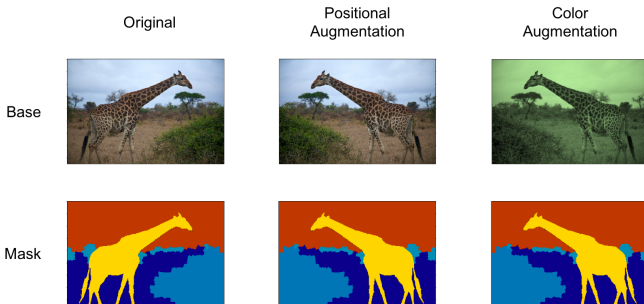 Original
Positional
Augmentation
Color
Augmentation
Base
Mask